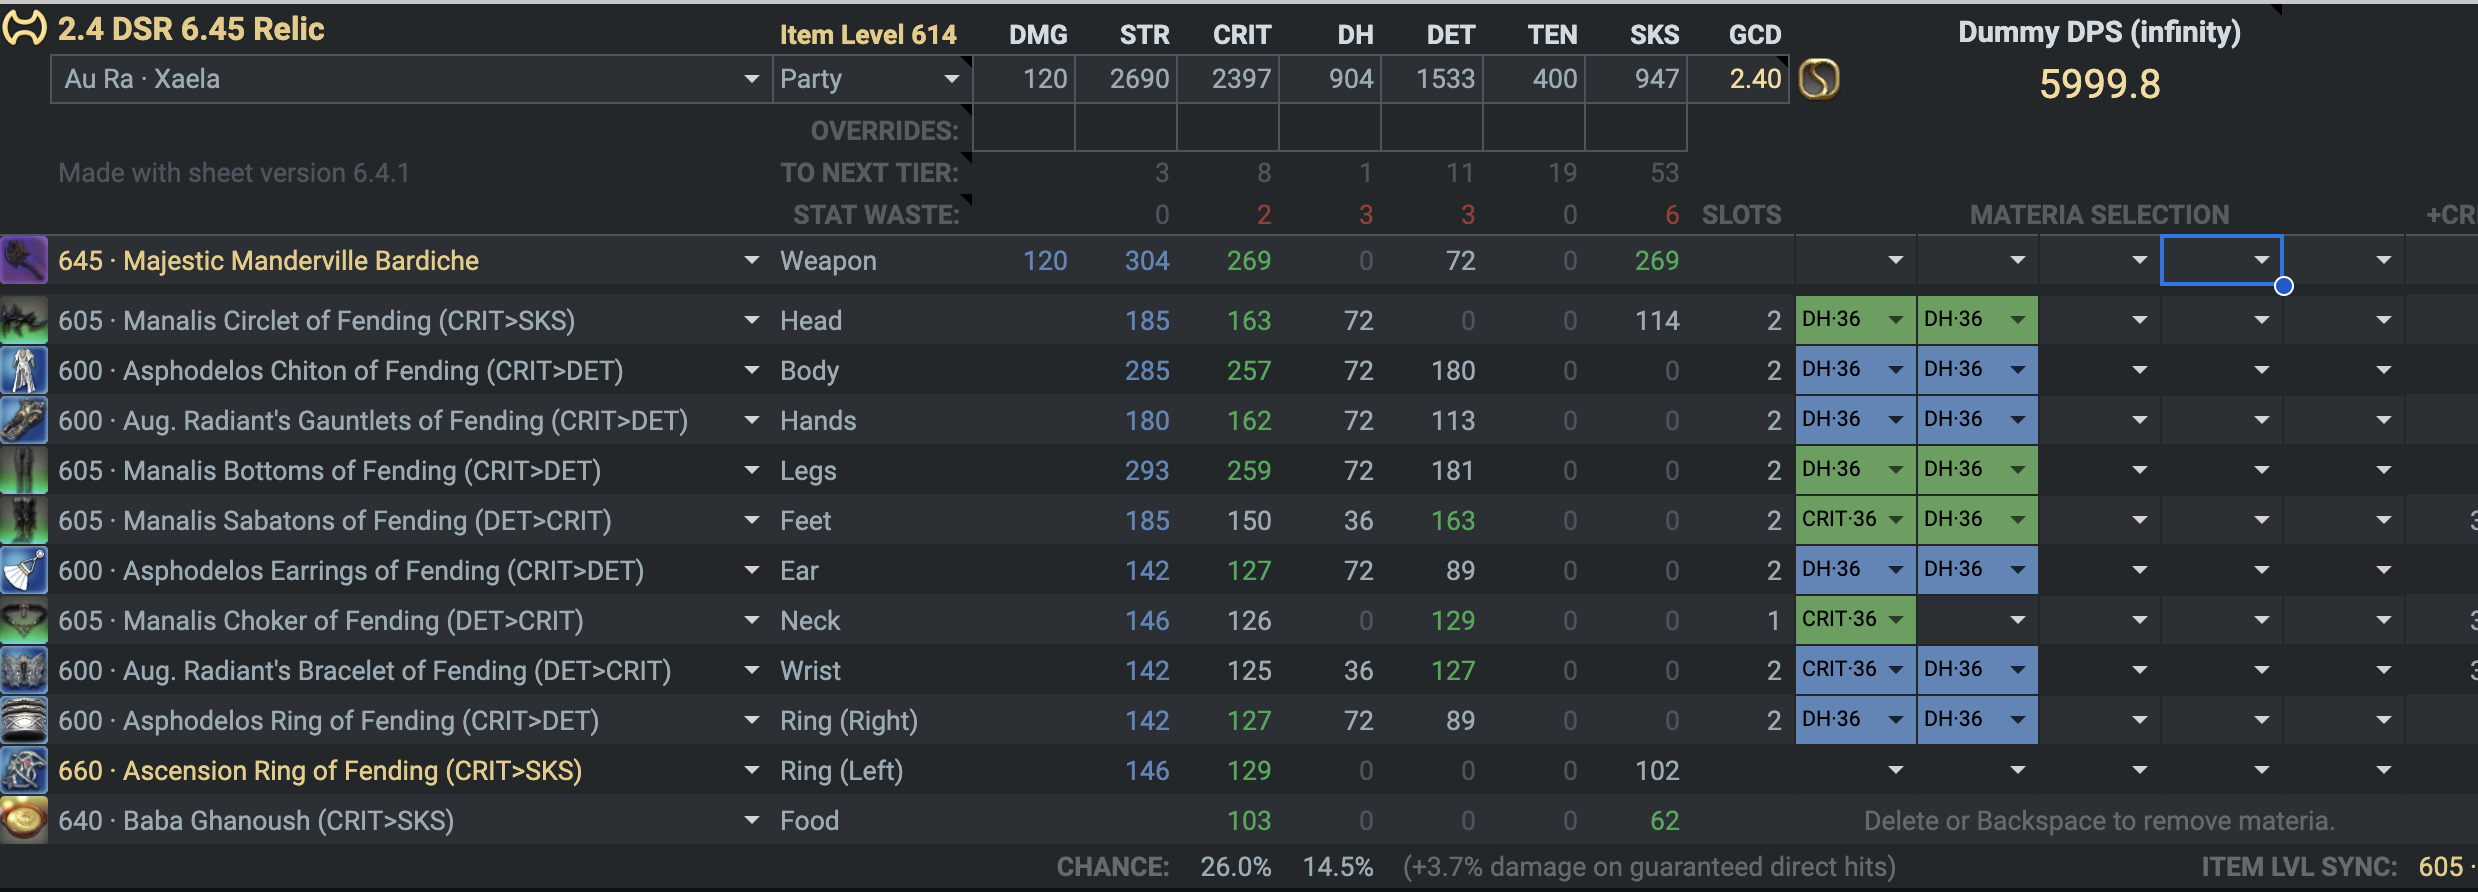 2.4 DSR 6.45 Relic Item Level 614 DMG STR CRIT DH DET TEN SKS GCD Dummy DPS (infinity)
Au Ra · Xaela Party 120 2690 2397 904 1533 400 947 2.40 5999.8
OVERRIDES:
Made with sheet version 6.4.1 TO NEXT TIER: 3 8 1 11 19 53
STAT WASTE: 0 2 3 3 0 6 SLOTS MATERIA SELECTION +CR
645 · Majestic Manderville Bardiche Weapon 120 304 269 0 72 0 269
605 · Manalis Circlet of Fending (CRIT>SKS) Head 185 163 72 0 0 114 2 DH·36 DH·36
600 · Asphodelos Chiton of Fending (CRIT>DET) Body 285 257 72 180 0 0 2 DH·36 DH·36
600 · Aug. Radiant's Gauntlets of Fending (CRIT>DET) Hands 180 162 72 113 0 0 2 DH·36 DH·36
605 · Manalis Bottoms of Fending (CRIT>DET) Legs 293 259 72 181 0 0 2 DH·36 DH·36
605 · Manalis Sabatons of Fending (DET>CRIT) Feet 185 150 36 163 0 0 2 CRIT·36 DH·36
600 · Asphodelos Earrings of Fending (CRIT>DET) Ear 142 127 72 89 0 0 2 DH·36 DH·36
605 · Manalis Choker of Fending (DET>CRIT) Neck 146 126 0 129 0 0 1 CRIT·36
600 · Aug. Radiant's Bracelet of Fending (DET>CRIT) Wrist 142 125 36 127 0 0 2 CRIT·36 DH·36
600 · Asphodelos Ring of Fending (CRIT>DET) Ring (Right) 142 127 72 89 0 0 2 DH·36 DH·36
660 · Ascension Ring of Fending (CRIT>SKS) Ring (Left) 146 129 0 0 0 102
640 · Baba Ghanoush (CRIT>SKS) Food 103 0 0 0 62 Delete or Backspace to remove materia.
CHANCE: 26.0% 14.5% (+3.7% damage on guaranteed direct hits) ITEM LVL SYNC: 605 ·